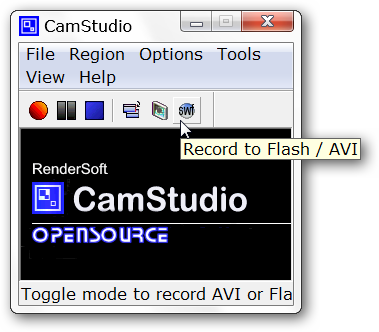 CamStudio
File Region Options Tools
View Help
SWF
Record to Flash / AVI
RenderSoft
CamStudio
OPENSOURCE
Toggle mode to record AVI or Fla